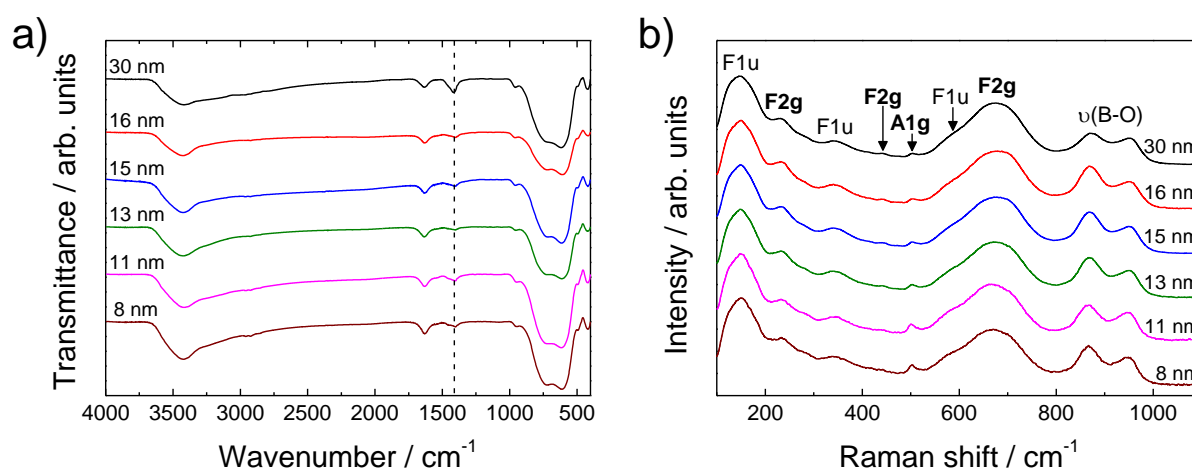 a)
Transmittance / arb. units
30 nm
16 nm
15 nm
13 nm
11 nm
8 nm
4000 3500 3000 2500 2000 1500 1000 500
Wavenumber / cm⁻¹
b)
Intensity / arb. units
F1u
F2g
F1u
F2g
A1g
F1u
F2g
υ(B-O)
30 nm
16 nm
15 nm
13 nm
11 nm
8 nm
200 400 600 800 1000
Raman shift / cm⁻¹